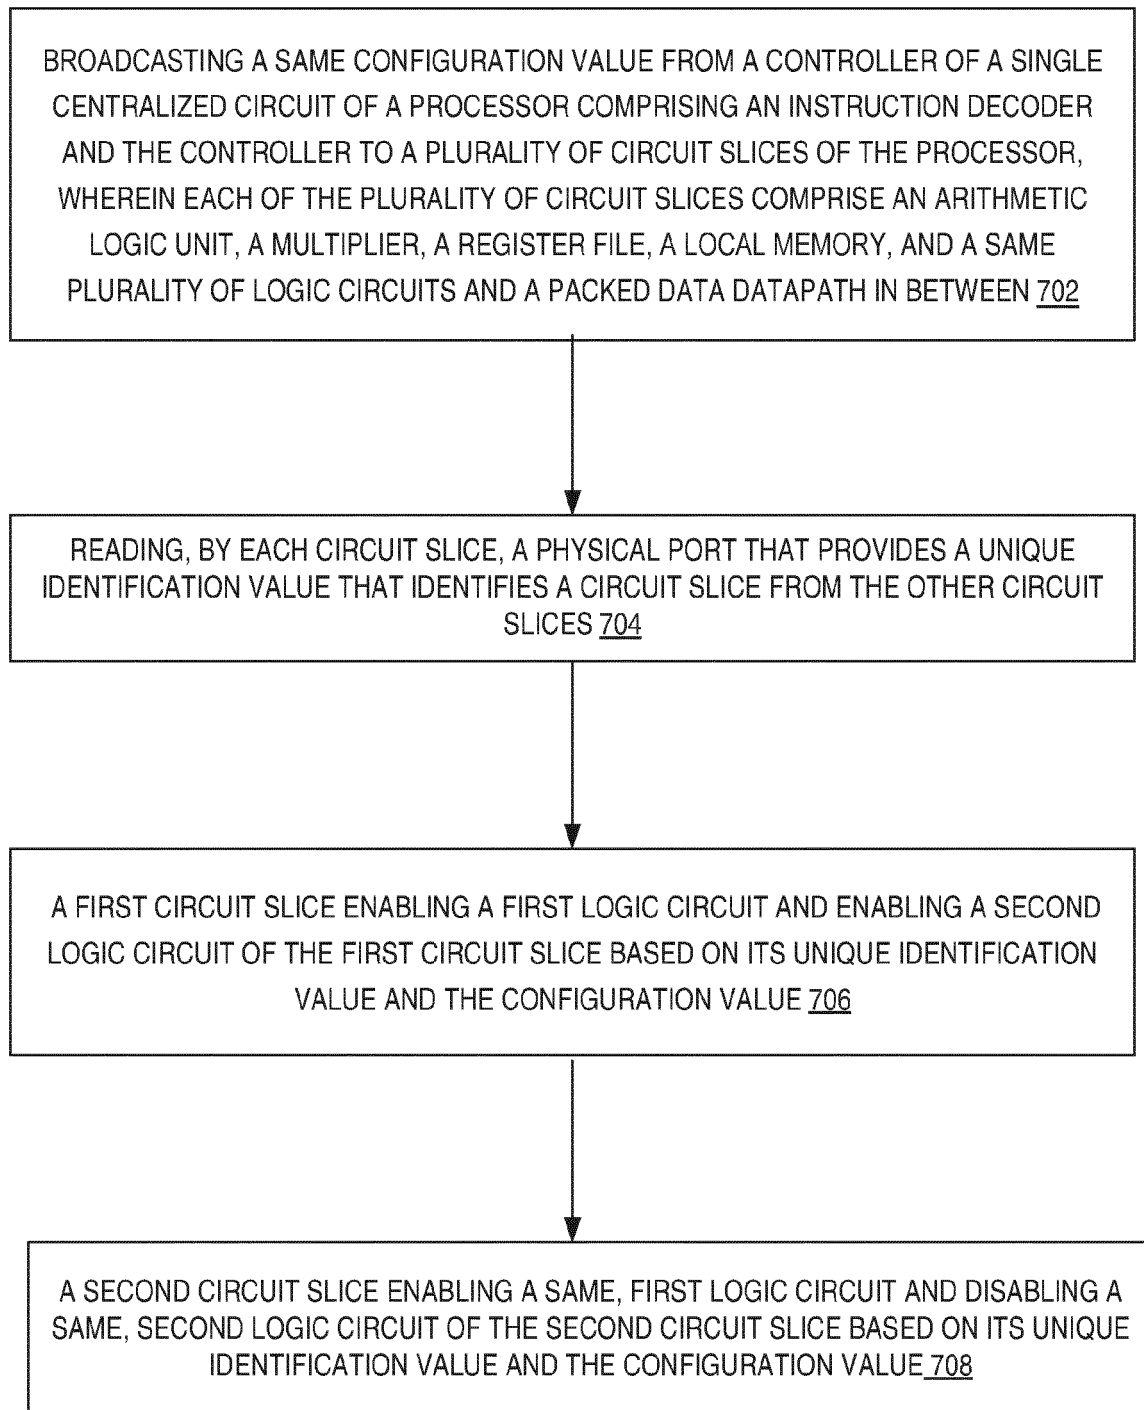 BROADCASTING A SAME CONFIGURATION VALUE FROM A CONTROLLER OF A SINGLE
CENTRALIZED CIRCUIT OF A PROCESSOR COMPRISING AN INSTRUCTION DECODER
AND THE CONTROLLER TO A PLURALITY OF CIRCUIT SLICES OF THE PROCESSOR,
WHEREIN EACH OF THE PLURALITY OF CIRCUIT SLICES COMPRISE AN ARITHMETIC
LOGIC UNIT, A MULTIPLIER, A REGISTER FILE, A LOCAL MEMORY, AND A SAME
PLURALITY OF LOGIC CIRCUITS AND A PACKED DATA DATAPATH IN BETWEEN 702
READING, BY EACH CIRCUIT SLICE, A PHYSICAL PORT THAT PROVIDES A UNIQUE
IDENTIFICATION VALUE THAT IDENTIFIES A CIRCUIT SLICE FROM THE OTHER CIRCUIT
SLICES 704
A FIRST CIRCUIT SLICE ENABLING A FIRST LOGIC CIRCUIT AND ENABLING A SECOND
LOGIC CIRCUIT OF THE FIRST CIRCUIT SLICE BASED ON ITS UNIQUE IDENTIFICATION
VALUE AND THE CONFIGURATION VALUE 706
A SECOND CIRCUIT SLICE ENABLING A SAME, FIRST LOGIC CIRCUIT AND DISABLING A
SAME, SECOND LOGIC CIRCUIT OF THE SECOND CIRCUIT SLICE BASED ON ITS UNIQUE
IDENTIFICATION VALUE AND THE CONFIGURATION VALUE 708